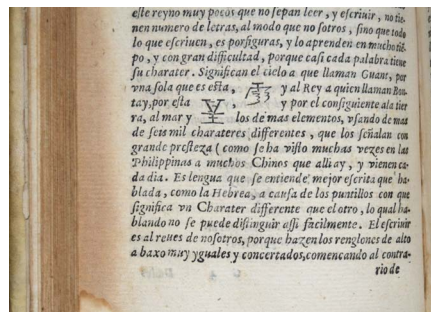 este reyno muy pocos que no sepan leer, y escriuir, no tie-
nen numero de letras, al modo que nosotros, sino que todo
lo que escriuen, es por figuras, y lo aprenden en mucho tiẽ-
po, y con gran difficultad, porque casi cada palabra tiene
su charater. Significan el cielo a que llaman Guant, por
vna sola que es esta, y al Rey a quien llaman Bon-
tay, por esta , y por el consiguiente ala tier
ra, al mar y los de mas elementos, vsando de mas
de seis mil charateres differentes, que los señalan con
grande presteza (como se ha visto muchas vezes en las
Philippinas a muchos Chinos que alli ay, y vienen ca-
da dia. Es lengua que se entiende mejor escrita que ha-
blada, como la Hebrea, a causa de los puntillos con que
significa vn Charater differente que el otro, lo qual ha-
blando no se puede distinguir assi facilmente. El escriuir
es al reues de nosotros, porque hazen los renglones de alto
a baxo muy yguales y concertados, començando al contra-
rio de